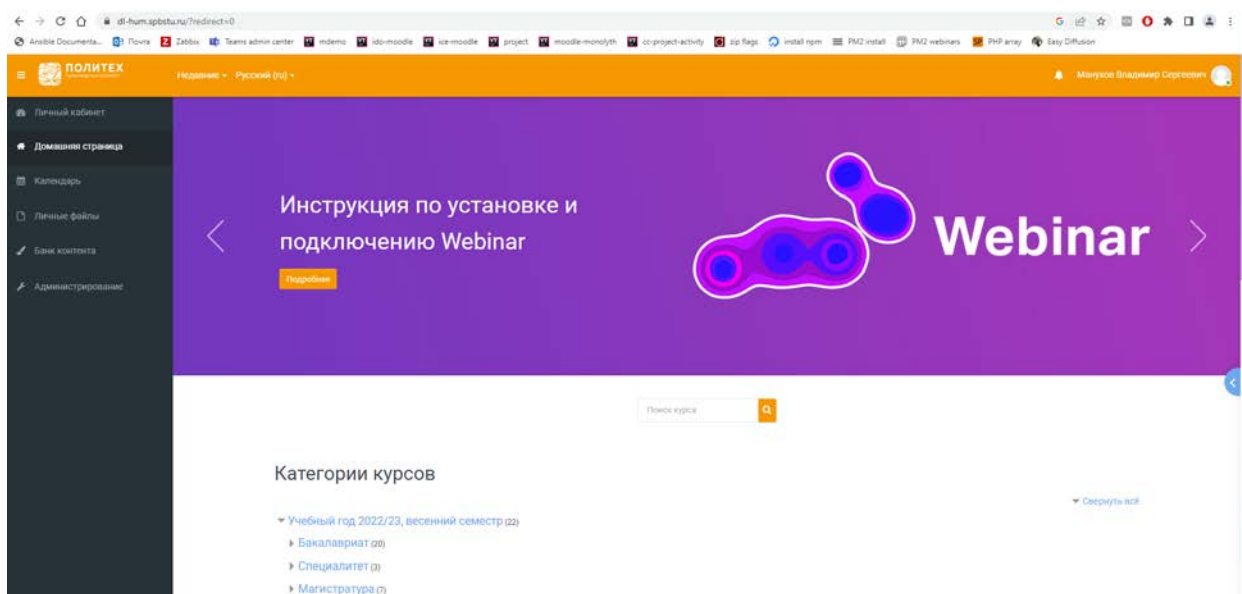 dl-hum.spbstu.ru/?redirect=0
Ansible Documenta... Почта Zabbix Teams admin center mdemo ido-moodle ice-moodle project moodle-monolyth cc-project-activity zip flags install npm PM2 install PM2 webinars PHP array Easy Diffusion
ПОЛИТЕХ
Недавние Русский (ru)
Манухов Владимир Сергеевич
Личный кабинет
Домашняя страница
Календарь
Личные файлы
Банк контента
Администрирование
Инструкция по установке и
подключению Webinar
Подробнее
Webinar
Поиск курса
Категории курсов
Свернуть всё
Учебный год 2022/23, весенний семестр (22)
Бакалавриат (20)
Специалитет (3)
Магистратура (7)